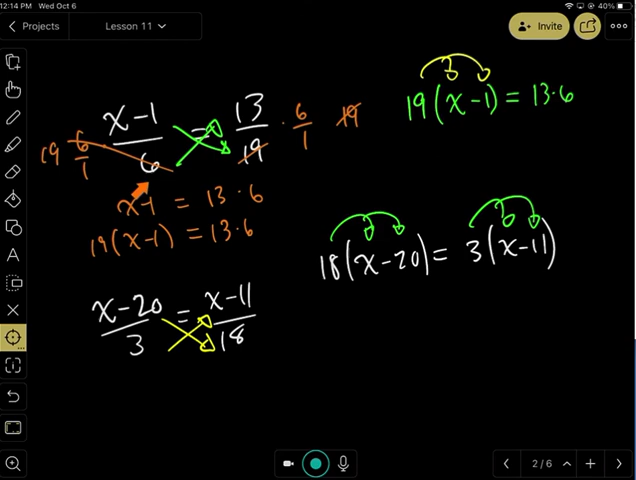 12:14 PM Wed Oct 6
40%
Projects
Lesson 11
Invite
19(x-1) = 13·6
x-1/6 = 13/19 · 6/1 19
19 6/1 ·
x-1 = 13·6
19(x-1) = 13·6
18(x-20) = 3(x-11)
x-20/3 = x-11/18
A
2/6